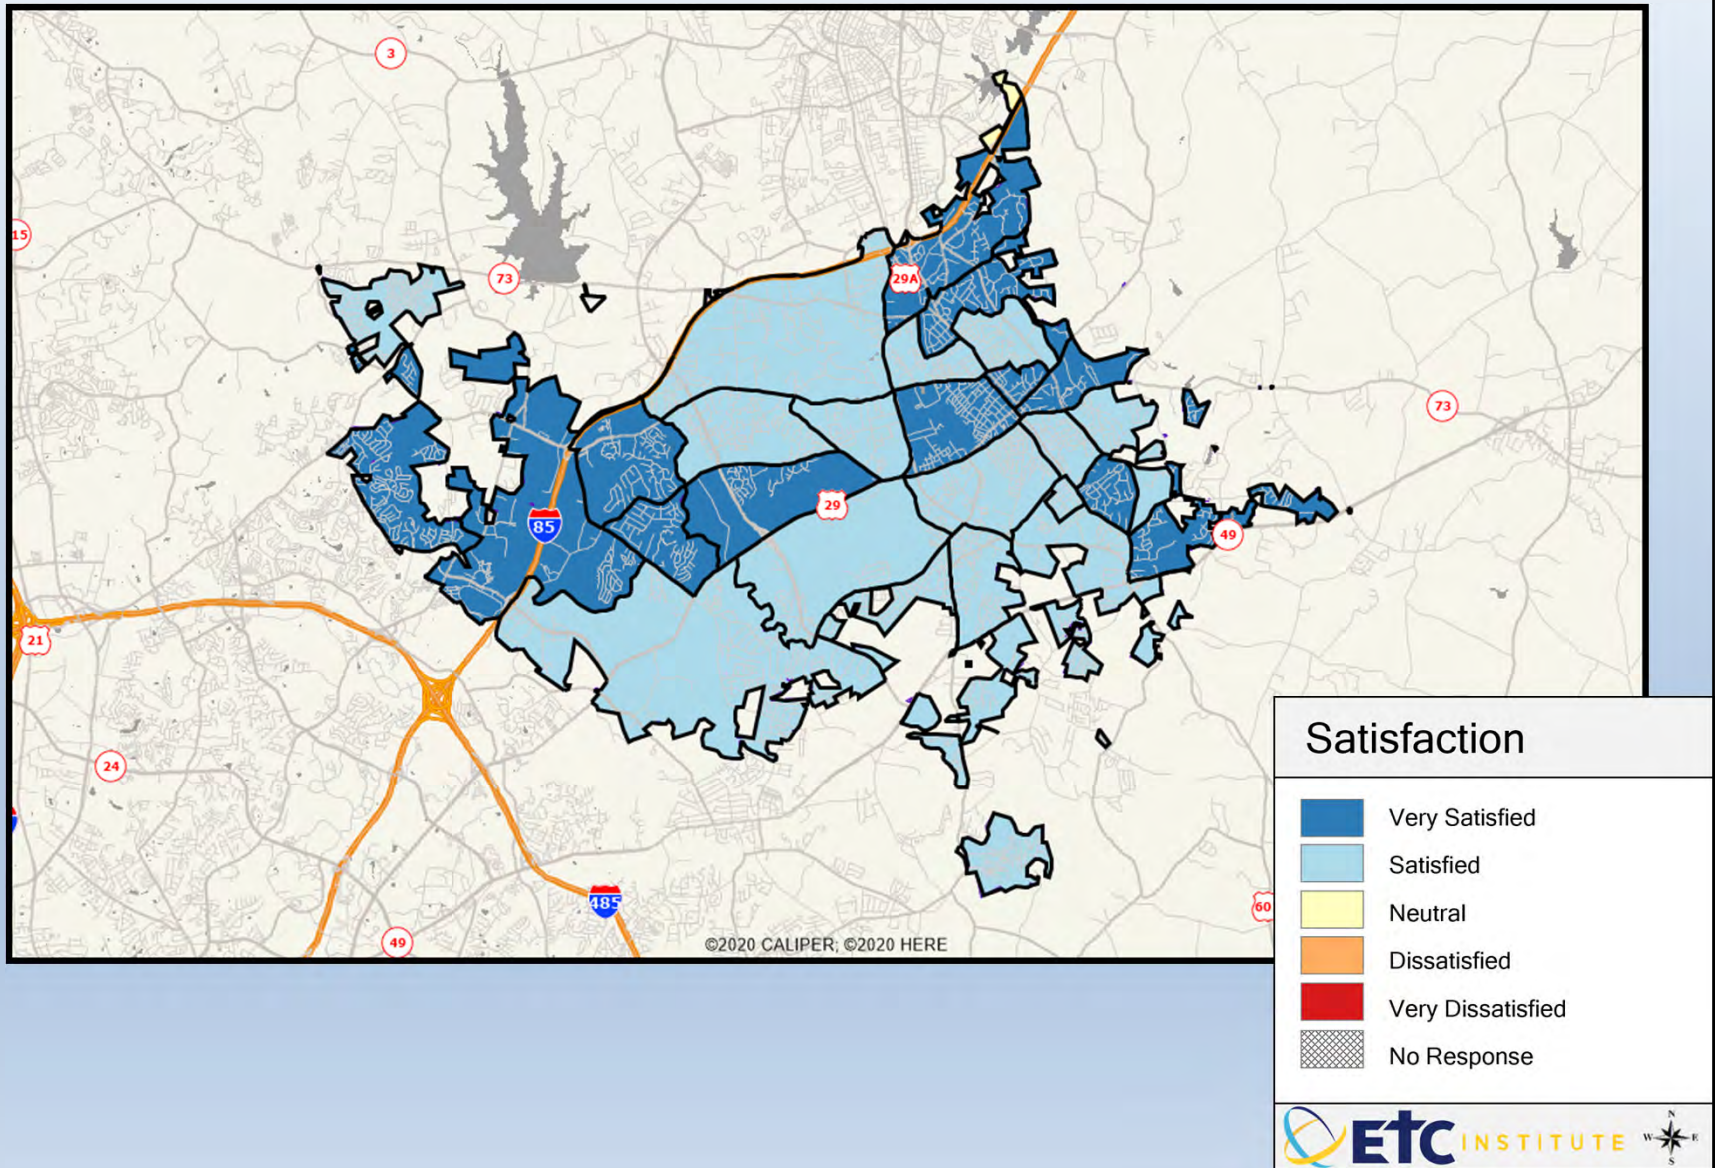 3
15
73
29A
73
29
85
49
21
24
485
60
49
©2020 CALIPER; ©2020 HERE
Satisfaction
Very Satisfied
Satisfied
Neutral
Dissatisfied
Very Dissatisfied
No Response
ETC INSTITUTE
N
W E
S